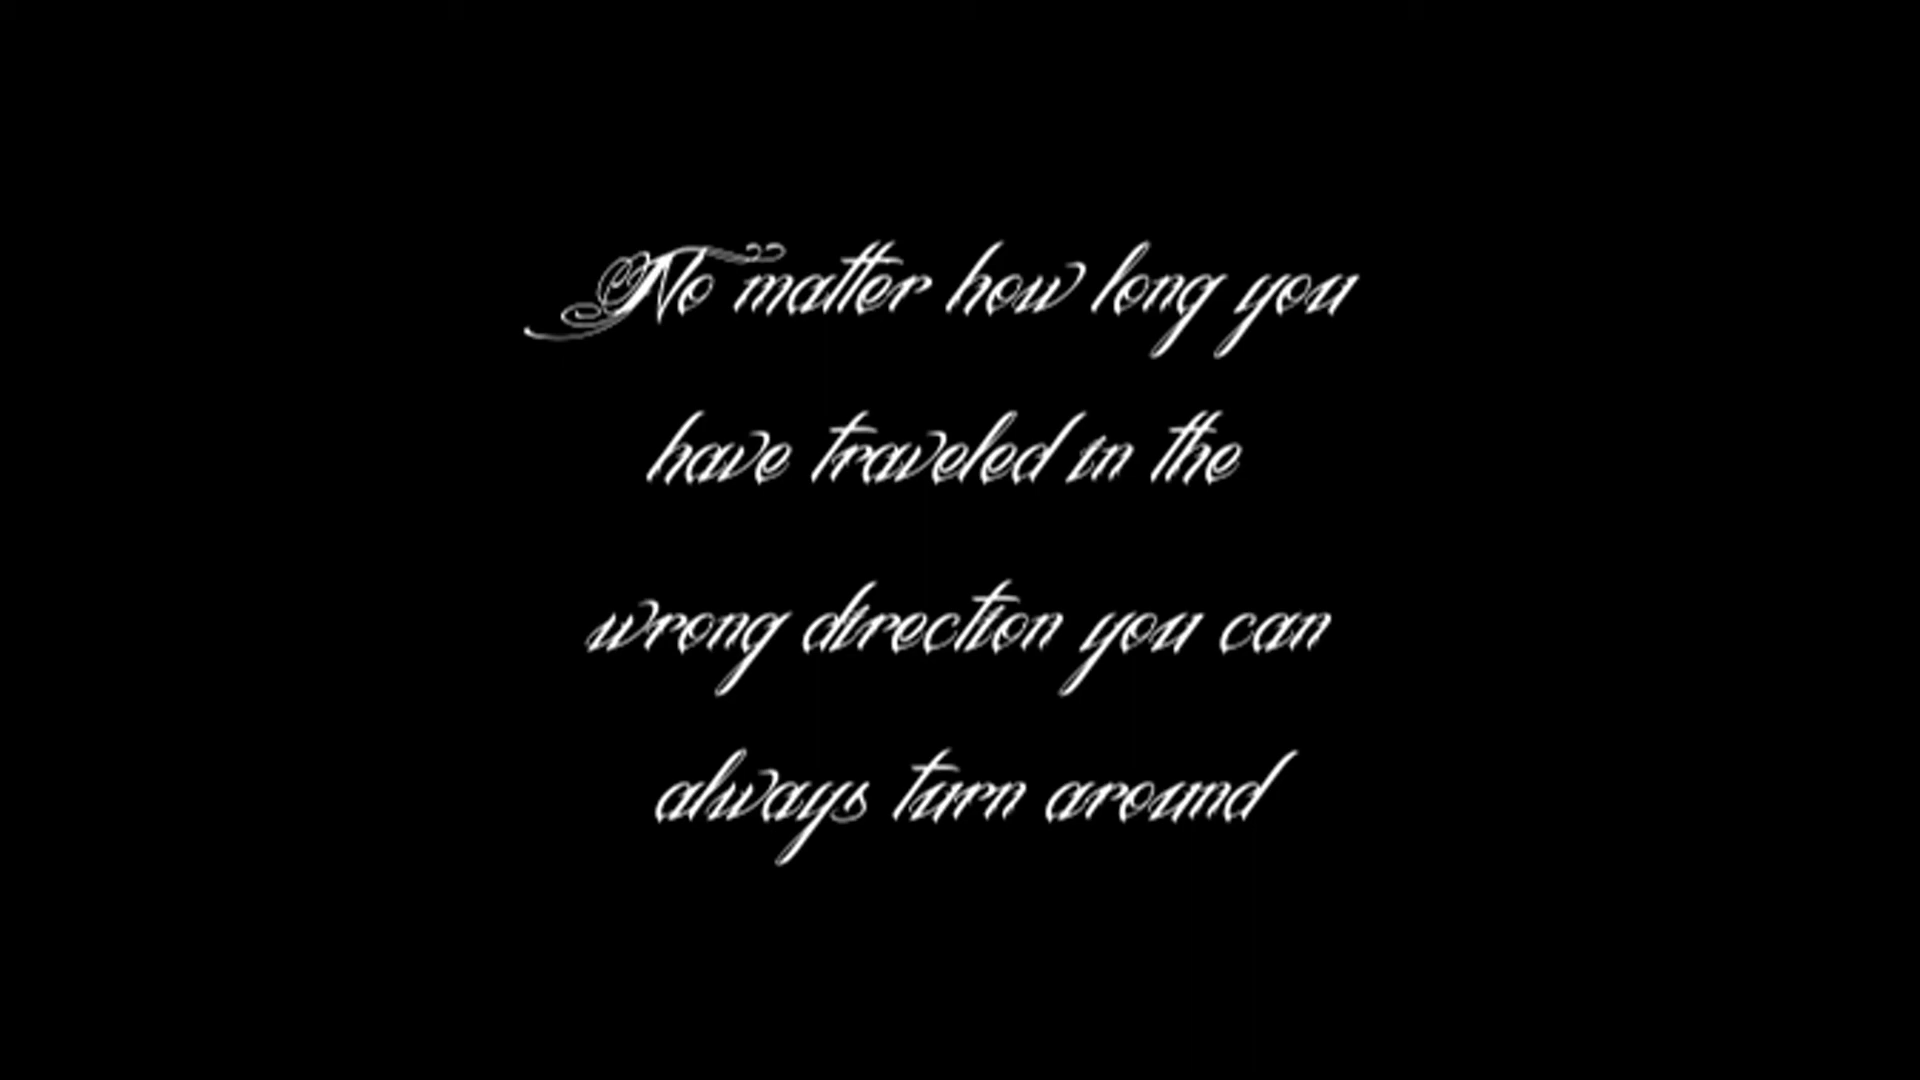 No matter how long you
have traveled in the
wrong direction you can
always turn around